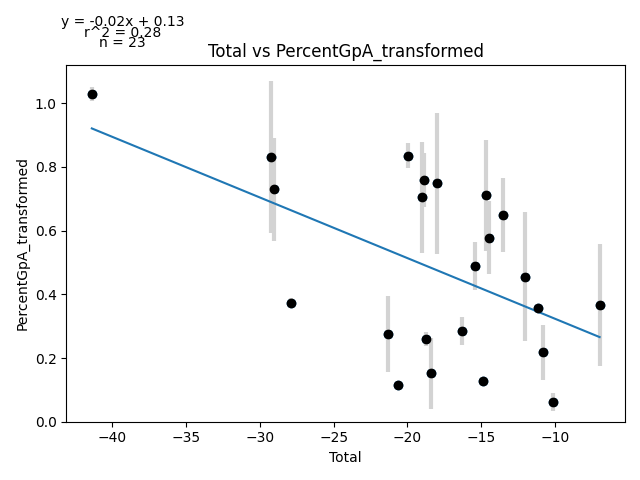 y = -0.02x + 0.13
r^2 = 0.28
n = 23
Total vs PercentGpA_transformed
PercentGpA_transformed
1.0
0.8
0.6
0.4
0.2
0.0
−40
−35
−30
−25
−20
−15
−10
Total